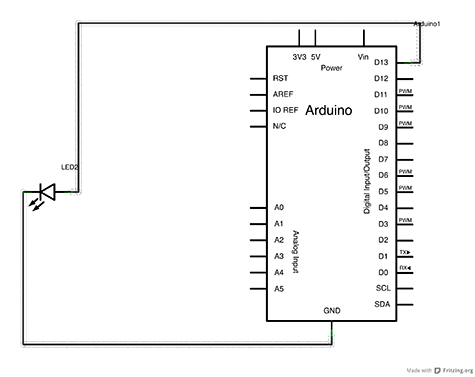 Arduino1
3V3 5V Vin
Power
D13
RST D12
AREF D11 PWM
IO REF Arduino D10 PWM
N/C D9 PWM
D8
D7
LED2
D6 PWM
D5 PWM
Digital Input/Output
A0 D4
A1 D3 PWM
A2 D2
Analog Input
A3 D1 TX
A4 D0 RX
A5 SCL
SDA
GND
Made with Fritzing.org